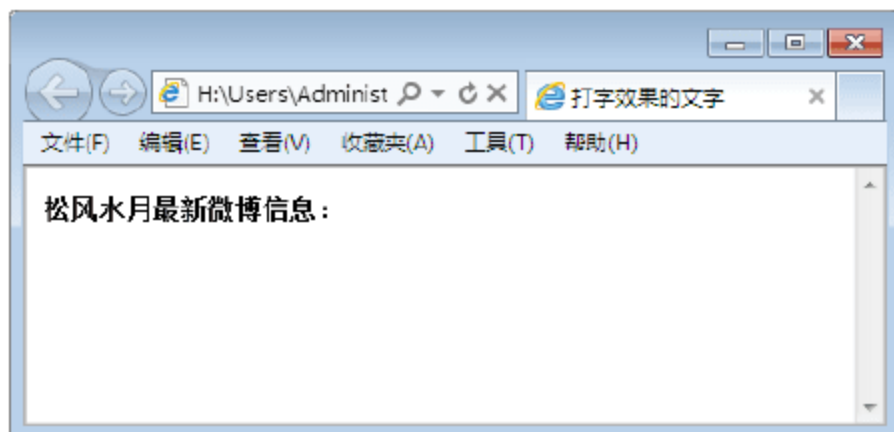 H:\Users\Administ
打字效果的文字
文件(F) 编辑(E) 查看(V) 收藏夹(A) 工具(T) 帮助(H)
松风水月最新微博信息：